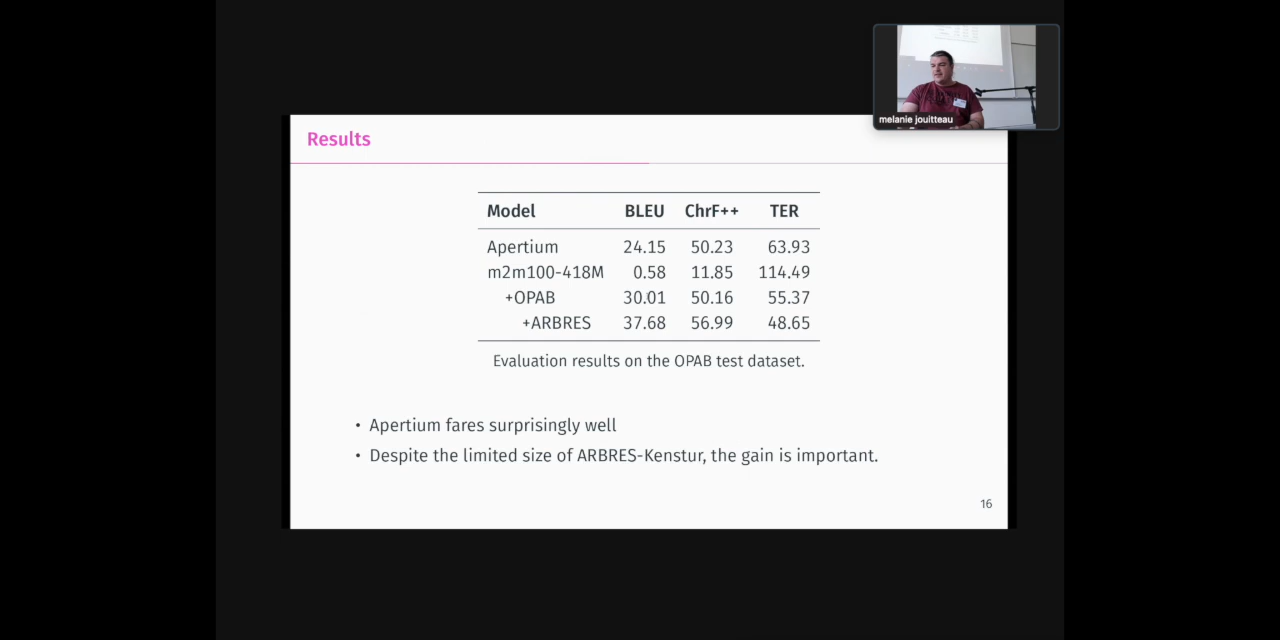 melanie jouitteau
Results
Model BLEU ChrF++ TER
Apertium 24.15 50.23 63.93
m2m100-418M 0.58 11.85 114.49
+OPAB 30.01 50.16 55.37
+ARBRES 37.68 56.99 48.65
Evaluation results on the OPAB test dataset.
• Apertium fares surprisingly well
• Despite the limited size of ARBRES-Kenstur, the gain is important.
16